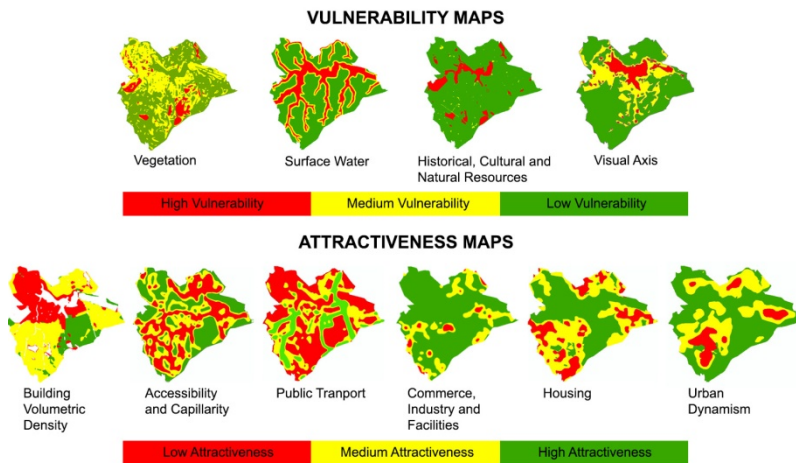 VULNERABILITY MAPS
Vegetation
Surface Water
Historical, Cultural and
Natural Resources
Visual Axis
High Vulnerability
Medium Vulnerability
Low Vulnerability
ATTRACTIVENESS MAPS
Building
Volumetric
Density
Accessibility
and Capillarity
Public Tranport
Commerce,
Industry and
Facilities
Housing
Urban
Dynamism
Low Attractiveness
Medium Attractiveness
High Attractiveness